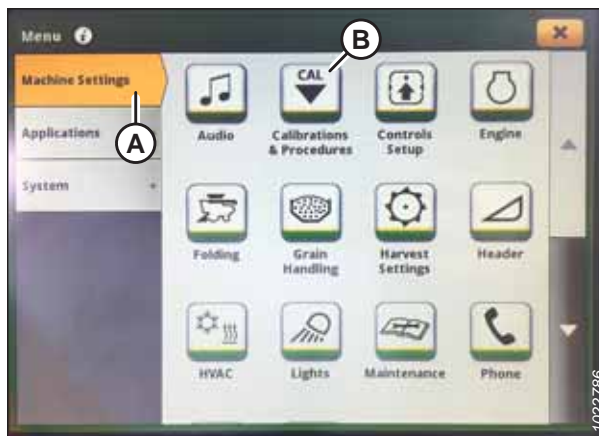 Menu i
B
Machine Settings
A
Applications
System
CAL
Audio
Calibrations
& Procedures
Controls
Setup
Engine
Folding
Grain
Handling
Harvest
Settings
Header
HVAC
Lights
Maintenance
Phone
1022786